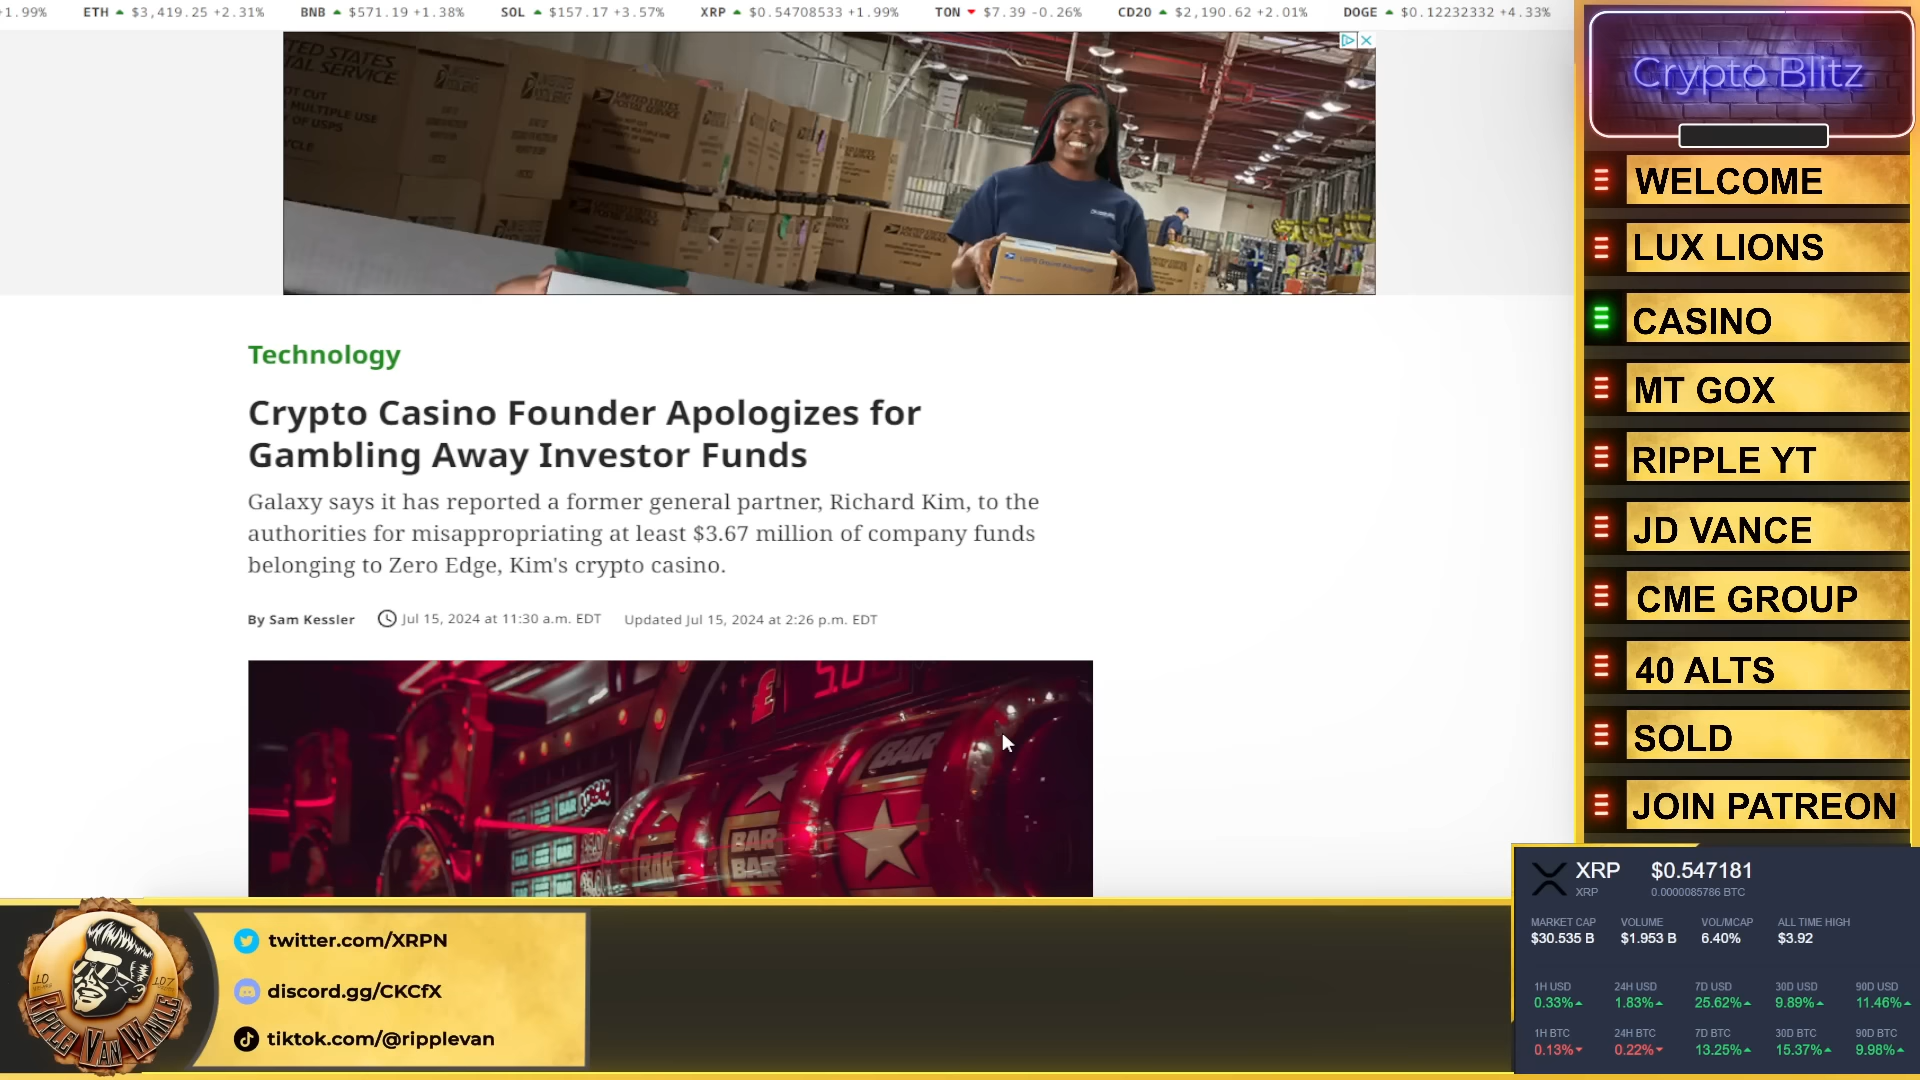 +1.99% ETH $3,419.25 +2.31% BNB $571.19 +1.38% SOL $157.17 +3.57% XRP $0.54708533 +1.99% TON $7.39 -0.26% CD20 $2,190.62 +2.01% DOGE $0.12232332 +4.33%
Crypto Blitz
WELCOME
LUX LIONS
CASINO
MT GOX
RIPPLE YT
JD VANCE
CME GROUP
40 ALTS
SOLD
JOIN PATREON
Technology
Crypto Casino Founder Apologizes for
Gambling Away Investor Funds
Galaxy says it has reported a former general partner, Richard Kim, to the
authorities for misappropriating at least $3.67 million of company funds
belonging to Zero Edge, Kim's crypto casino.
By Sam Kessler Jul 15, 2024 at 11:30 a.m. EDT Updated Jul 15, 2024 at 2:26 p.m. EDT
BAR
BAR
BAR
BAR
twitter.com/XRPN
discord.gg/CKCfX
tiktok.com/@ripplevan
10 107
RIPPLE VAN WINKLE
XRP $0.547181
XRP 0.0000085786 BTC
MARKET CAP VOLUME VOL/MCAP ALL TIME HIGH
$30.535 B $1.953 B 6.40% $3.92
1H USD 24H USD 7D USD 30D USD 90D USD
0.33% 1.83% 25.62% 9.89% 11.46%
1H BTC 24H BTC 7D BTC 30D BTC 90D BTC
0.13% 0.22% 13.25% 15.37% 9.98%